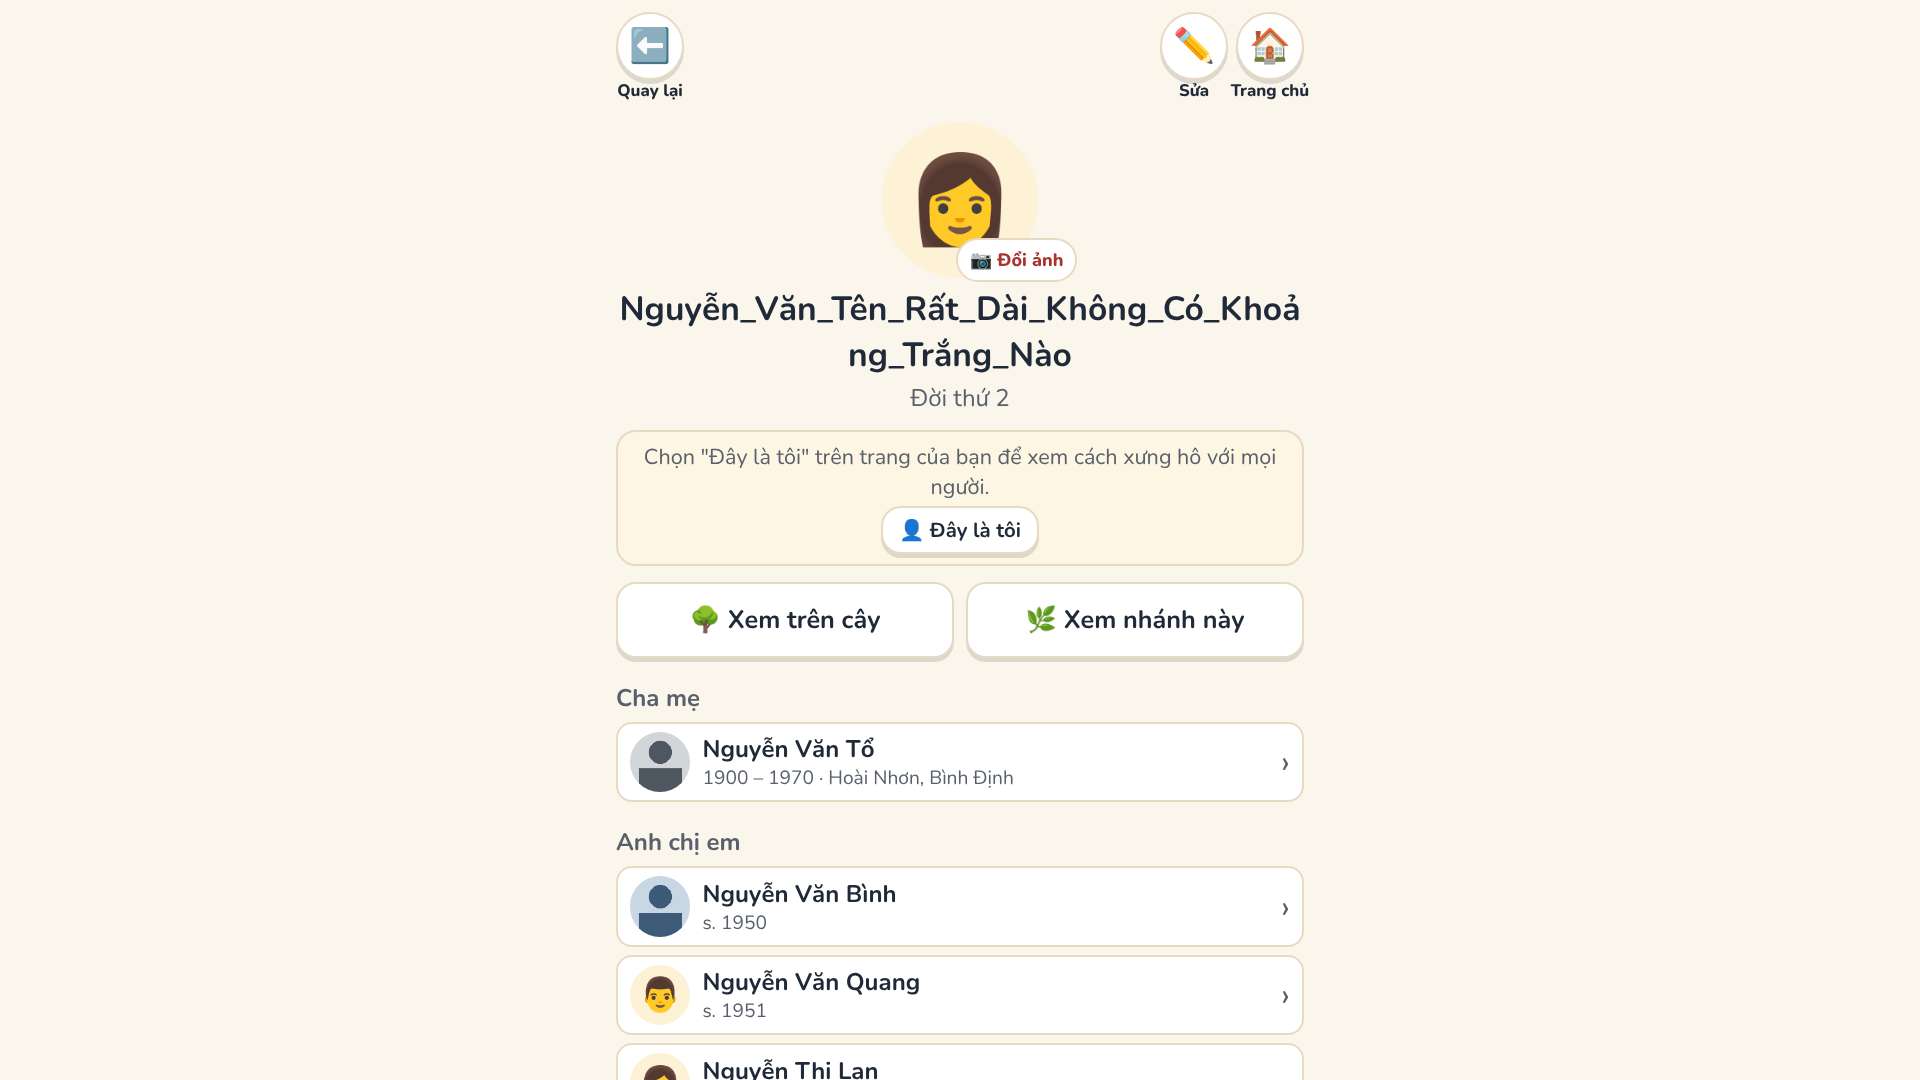 Quay lại
Sửa
Trang chủ
Đổi ảnh
Nguyễn_Văn_Tên_Rất_Dài_Không_Có_Khoả
ng_Trắng_Nào
Đời thứ 2
Chọn "Đây là tôi" trên trang của bạn để xem cách xưng hô với mọi
người.
Đây là tôi
Xem trên cây
Xem nhánh này
Cha mẹ
Nguyễn Văn Tổ
1900 – 1970 · Hoài Nhơn, Bình Định
Anh chị em
Nguyễn Văn Bình
s. 1950
Nguyễn Văn Quang
s. 1951
Nguyễn Thị Lan